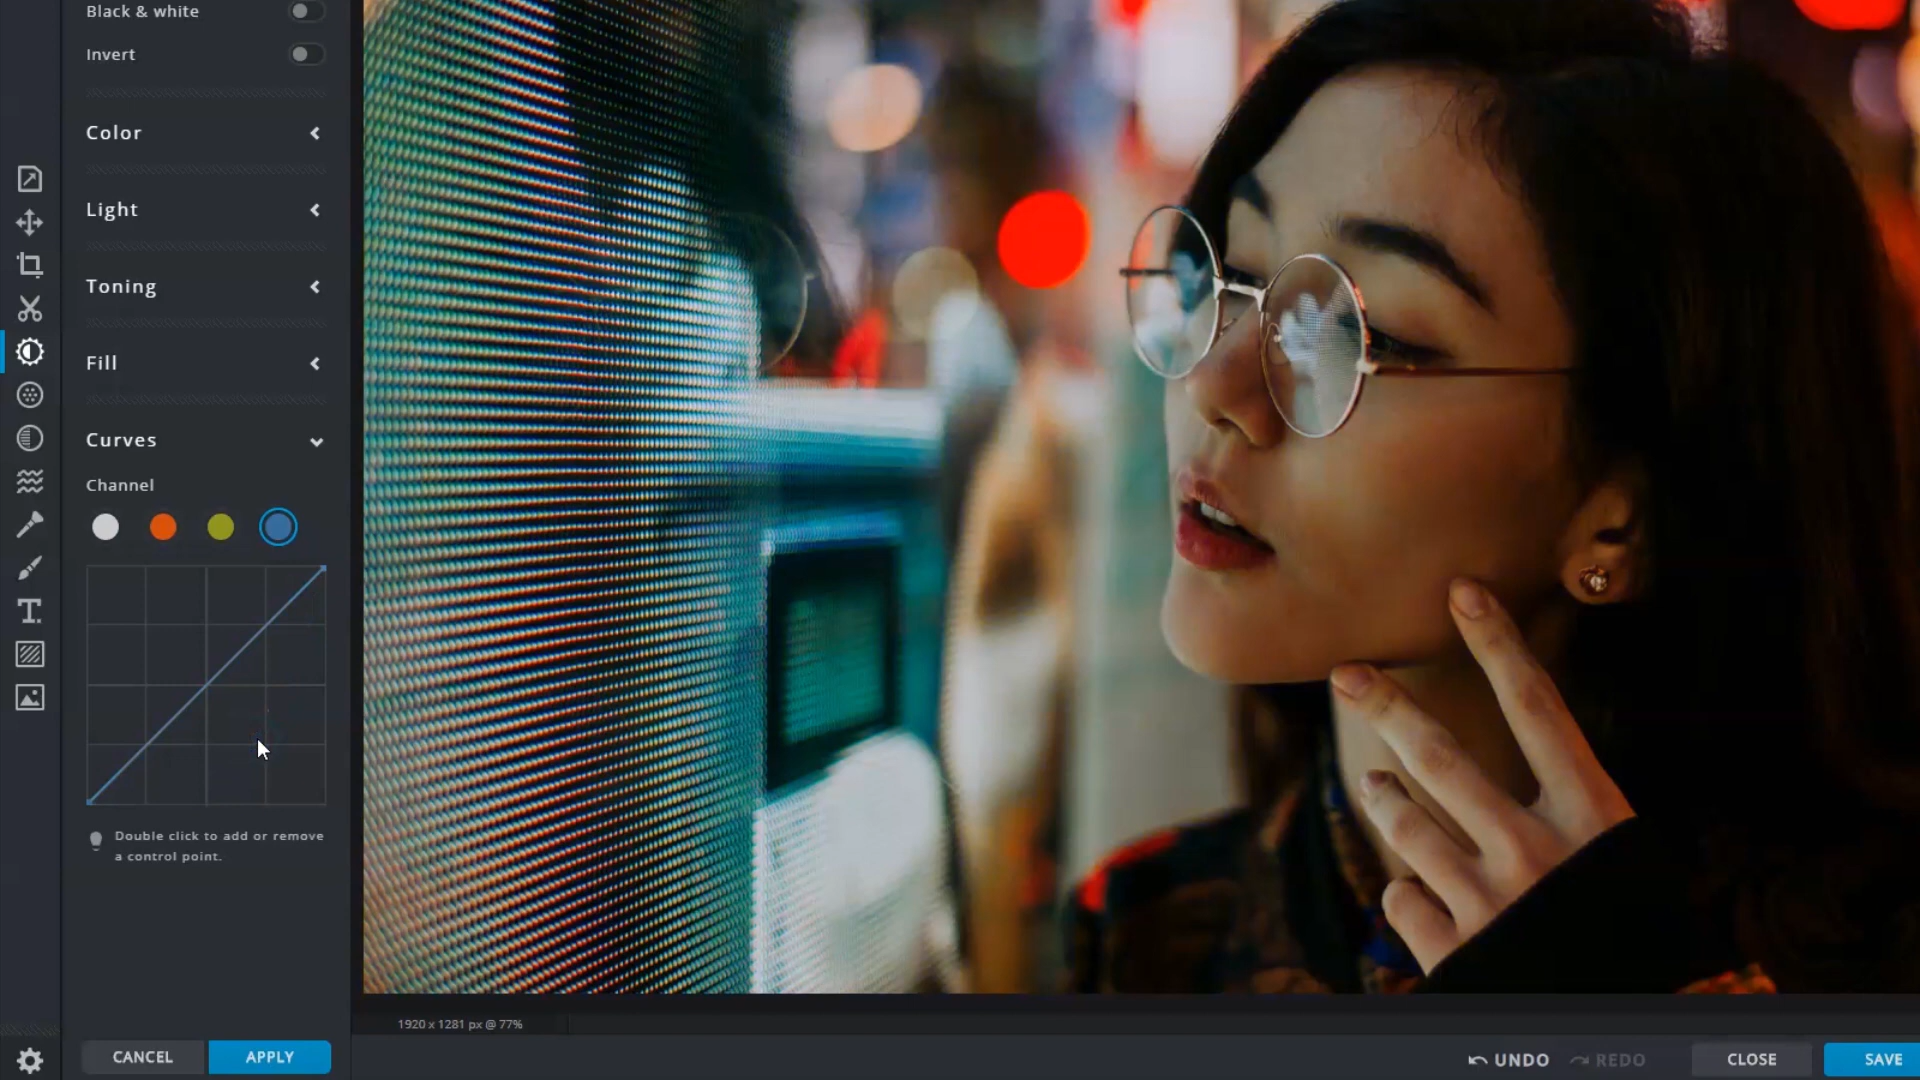 Black & white
Invert
Color
Light
Toning
Fill
Curves
Channel
Double click to add or remove
a control point.
CANCEL
APPLY
1920 x 1281 px @ 77%
UNDO
REDO
CLOSE
SAVE